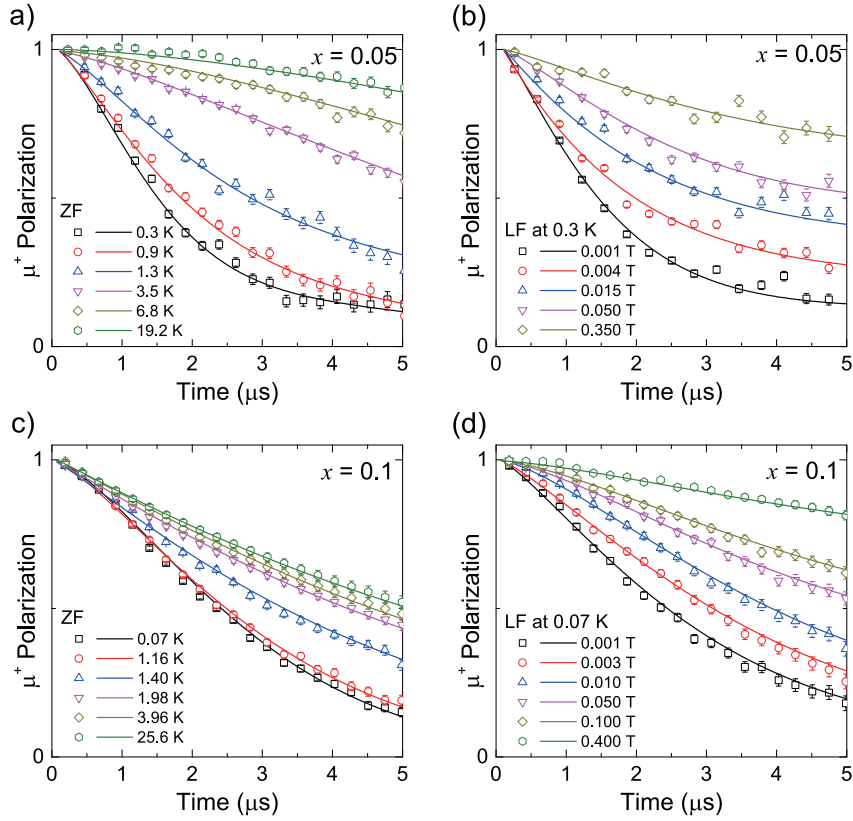 a)
x = 0.05
1
0
μ⁺ Polarization
ZF
0.3 K
0.9 K
1.3 K
3.5 K
6.8 K
19.2 K
0 1 2 3 4 5
Time (μs)
(b)
x = 0.05
1
0
μ⁺ Polarization
LF at 0.3 K
0.001 T
0.004 T
0.015 T
0.050 T
0.350 T
0 1 2 3 4 5
Time (μs)
c)
x = 0.1
1
0
μ⁺ Polarization
ZF
0.07 K
1.16 K
1.40 K
1.98 K
3.96 K
25.6 K
0 1 2 3 4 5
Time (μs)
(d)
x = 0.1
1
0
μ⁺ Polarization
LF at 0.07 K
0.001 T
0.003 T
0.010 T
0.050 T
0.100 T
0.400 T
0 1 2 3 4 5
Time (μs)